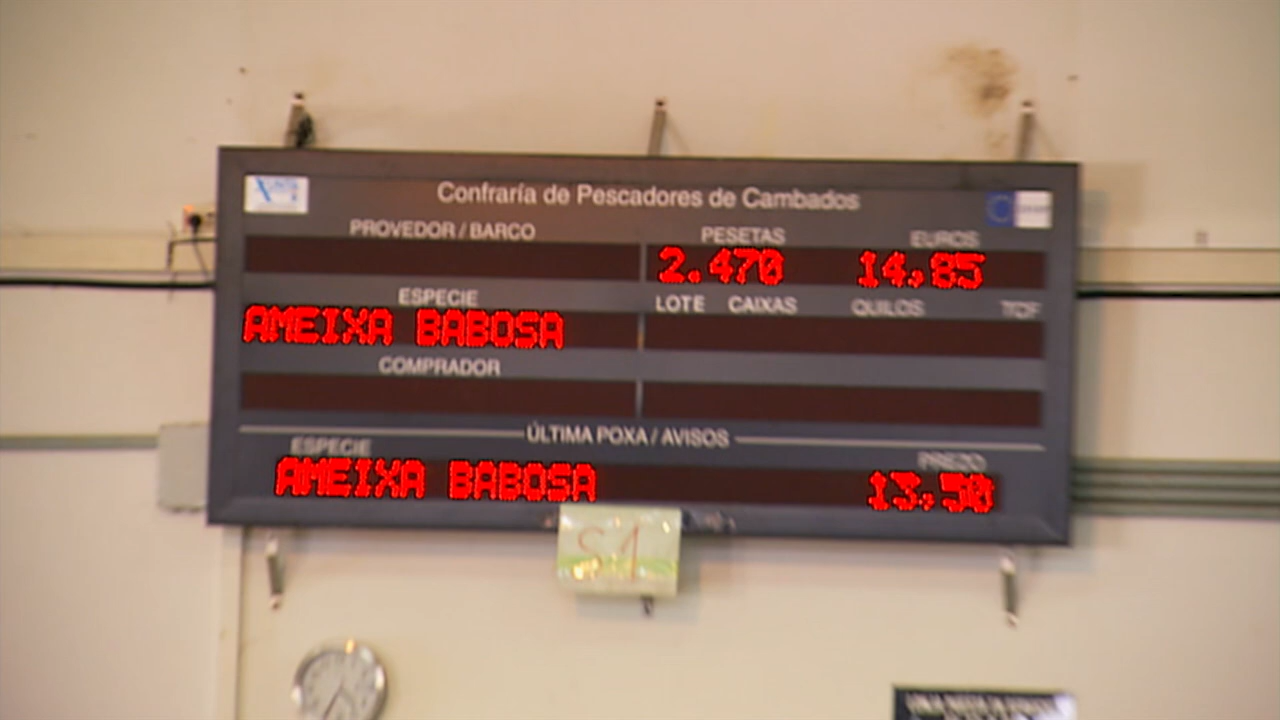 Confraría de Pescadores de Cambados
PROVEDOR / BARCO PESETAS EUROS
2.470 14,85
ESPECIE LOTE CAIXAS QUILOS
AMEIXA BABOSA
COMPRADOR
ÚLTIMA POXA / AVISOS
ESPECIE PREZO
AMEIXA BABOSA 13,50
S1